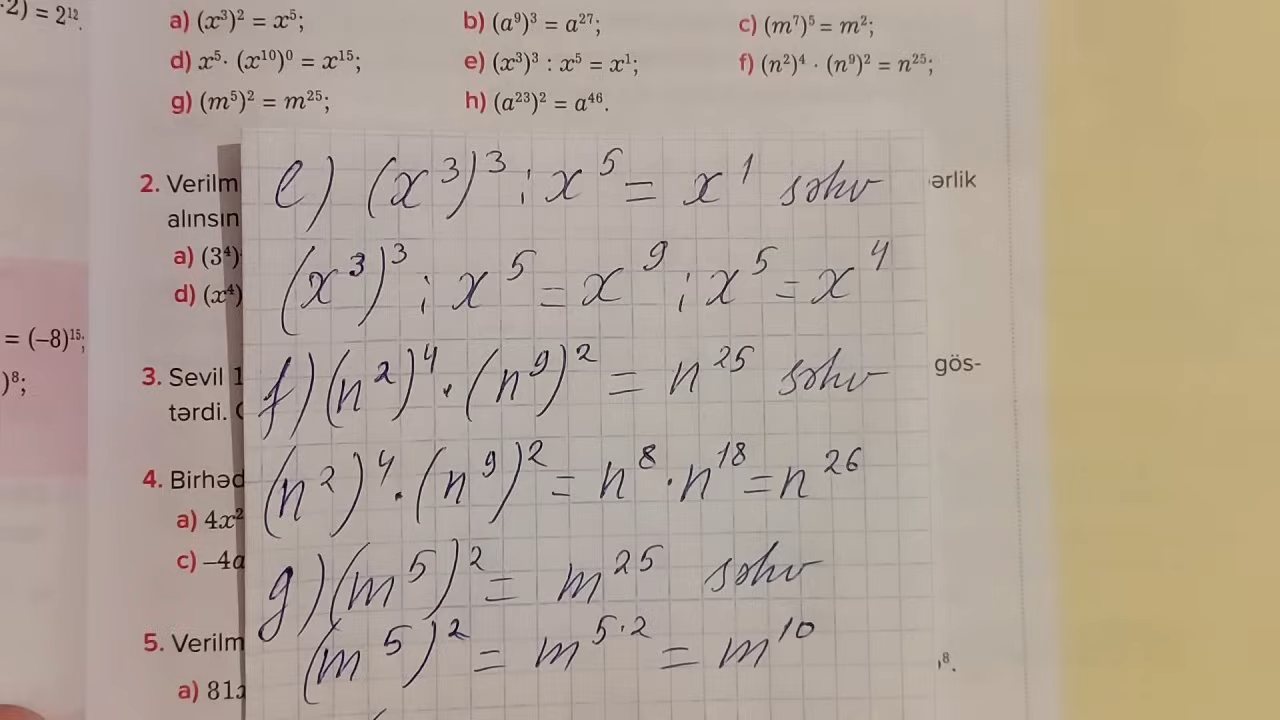 ·2) = 2¹².
a) (x³)² = x⁵; b) (a⁹)³ = a²⁷; c) (m⁷)⁵ = m²;
d) x⁵· (x¹⁰)⁰ = x¹⁵; e) (x³)³ : x⁵ = x¹; f) (n²)⁴ · (n⁹)² = n²⁵;
g) (m⁵)² = m²⁵; h) (a²³)² = a⁴⁶.
e) (x³)³ : x⁵ = x¹ səhv
2. Verilm ərlik
alınsın
(x³)³ : x⁵ = x⁹ : x⁵ = x⁴
a) (3⁴)
d) (x⁴)
= (−8)¹⁵;
f) (n²)⁴ · (n⁹)² = n²⁵ səhv
3. Sevil 1 gös-
)⁸;
tərdi.
(n²)⁴ · (n⁹)² = n⁸ · n¹⁸ = n²⁶
4. Birhəd
a) 4x²
c) −4a
g) (m⁵)² = m²⁵ səhv
(m⁵)² = m⁵·² = m¹⁰
5. Verilm
a) 81 ⁸.